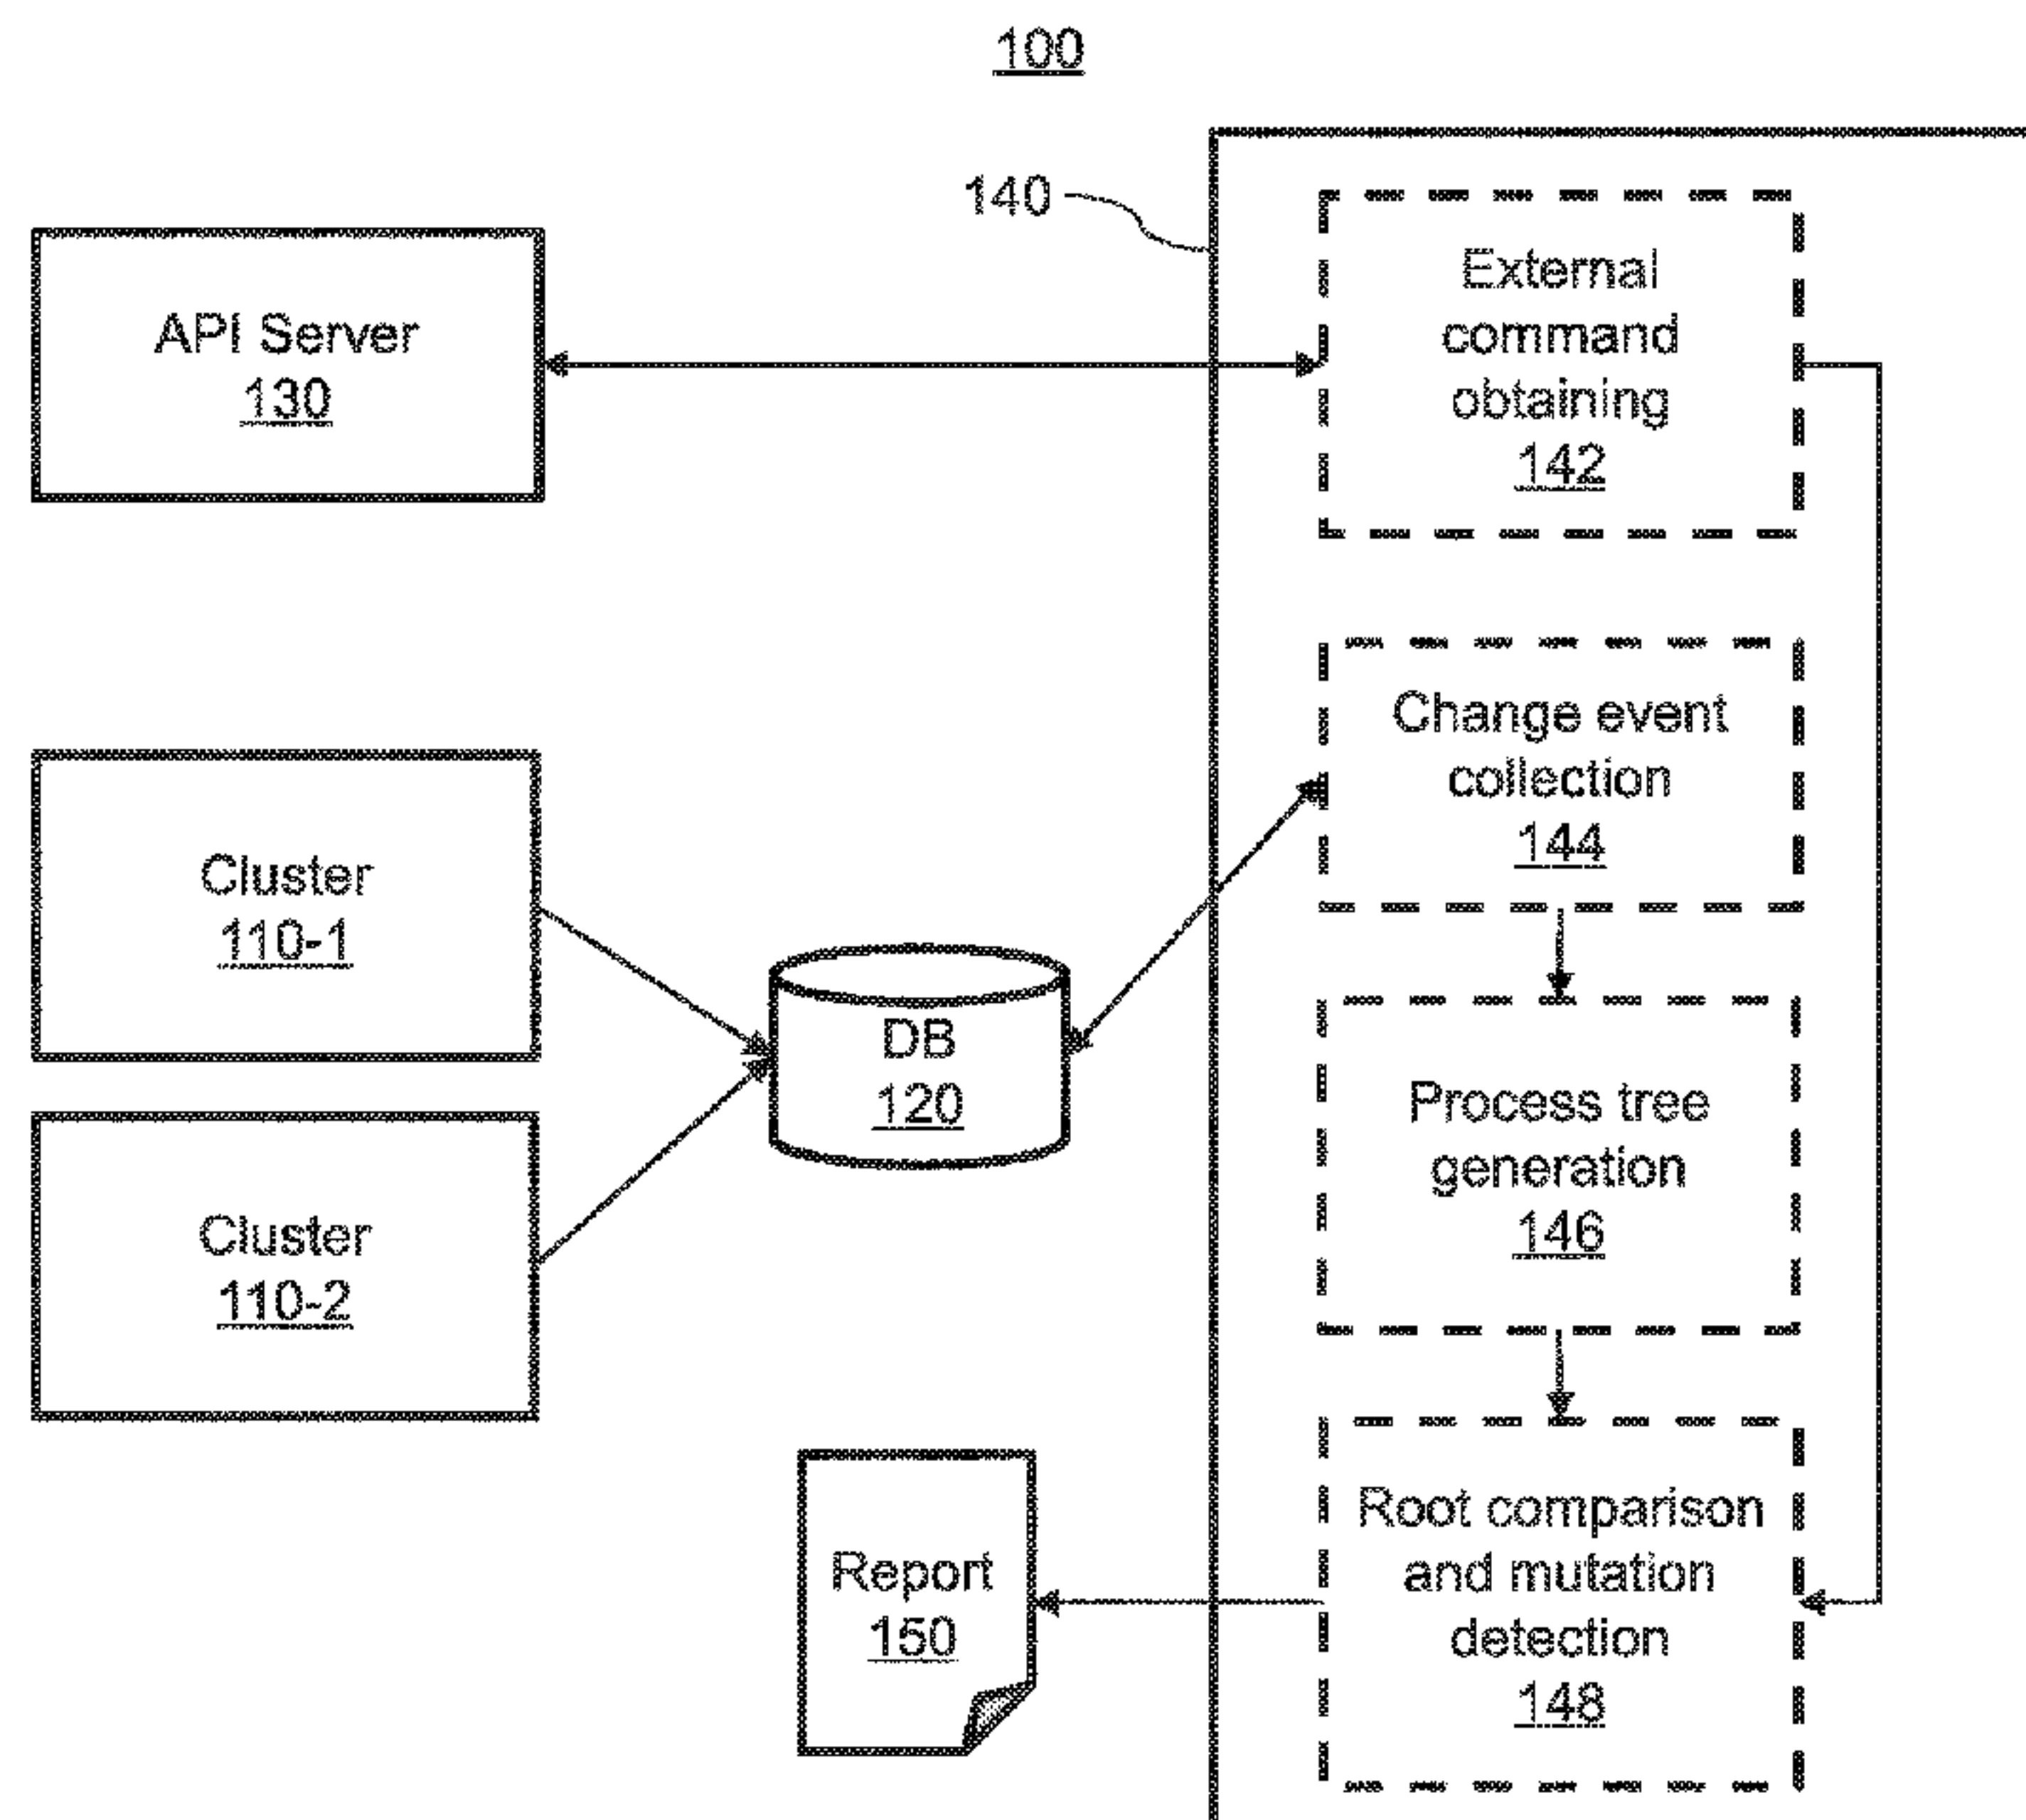 100
140
API Server
130
External
command
obtaining
142
Change event
collection
144
Cluster
110-1
DB
120
Process tree
generation
146
Cluster
110-2
Report
150
Root comparison
and mutation
detection
148